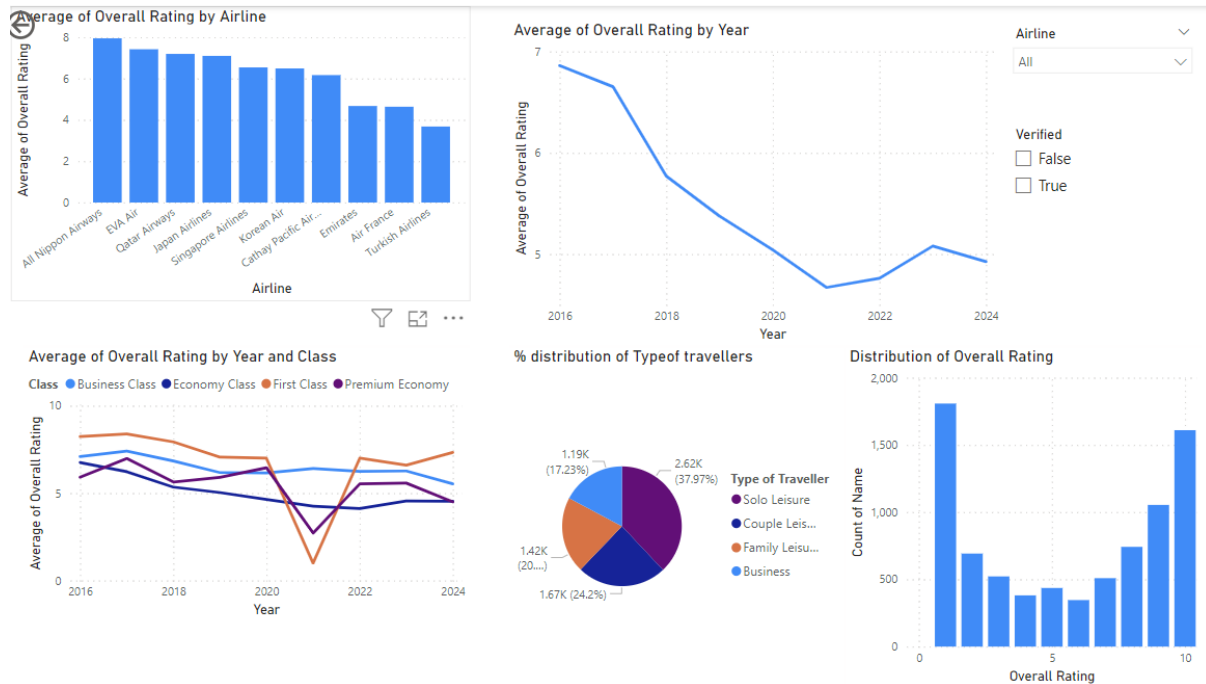 Average of Overall Rating by Airline
Average of Overall Rating
8
6
4
2
0
All Nippon Airways
EVA Air
Qatar Airways
Japan Airlines
Singapore Airlines
Korean Air
Cathay Pacific Air...
Emirates
Air France
Turkish Airlines
Airline
Average of Overall Rating by Year
Average of Overall Rating
7
6
5
2016
2018
2020
2022
2024
Year
Airline
All
Verified
False
True
Average of Overall Rating by Year and Class
Class Business Class Economy Class First Class Premium Economy
Average of Overall Rating
10
5
0
2016
2018
2020
2022
2024
Year
% distribution of Typeof travellers
1.19K
(17.23%)
2.62K
(37.97%)
1.42K
(20....)
1.67K (24.2%)
Type of Traveller
Solo Leisure
Couple Leis...
Family Leisu...
Business
Distribution of Overall Rating
Count of Name
2,000
1,500
1,000
500
0
0
5
10
Overall Rating